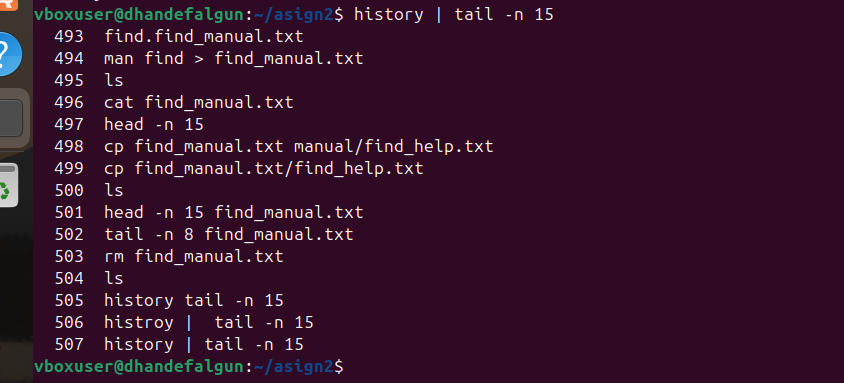 vboxuser@dhandefalgun:~/asign2$ history | tail -n 15
493 find.find_manual.txt
494 man find > find_manual.txt
495 ls
496 cat find_manual.txt
497 head -n 15
498 cp find_manual.txt manual/find_help.txt
499 cp find_manaul.txt/find_help.txt
500 ls
501 head -n 15 find_manual.txt
502 tail -n 8 find_manual.txt
503 rm find_manual.txt
504 ls
505 history tail -n 15
506 histroy |  tail -n 15
507 history | tail -n 15
vboxuser@dhandefalgun:~/asign2$